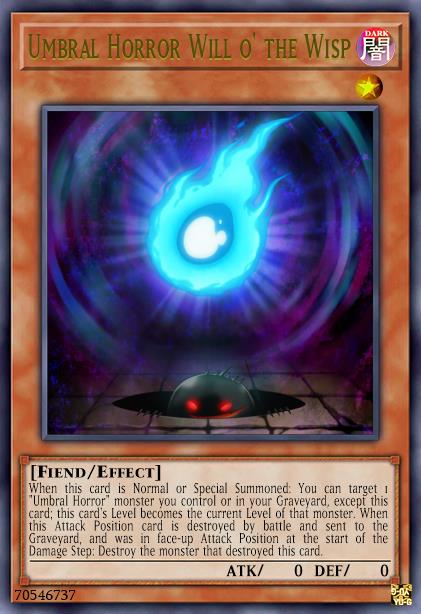 Umbral Horror Will o' the Wisp
DARK
闇
[Fiend/Effect]
When this card is Normal or Special Summoned: You can target 1
"Umbral Horror" monster you control or in your Graveyard, except this
card; this card's Level becomes the current Level of that monster. When
this Attack Position card is destroyed by battle and sent to the
Graveyard, and was in face-up Attack Position at the start of the
Damage Step: Destroy the monster that destroyed this card.
ATK/ 0 DEF/ 0
70546737